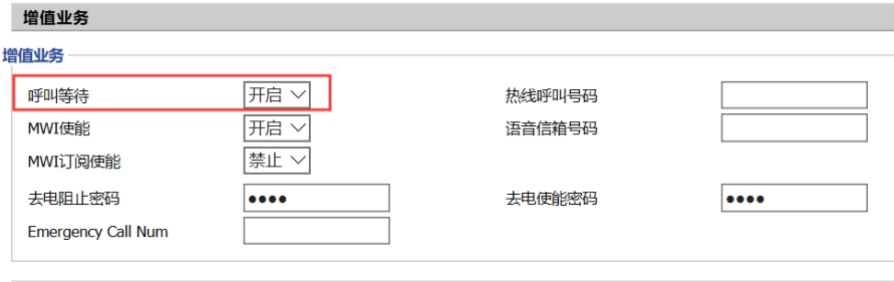 增值业务
增值业务
呼叫等待 开启 热线呼叫号码
MWI使能 开启 语音信箱号码
MWI订阅使能 禁止
去电阻止密码 •••• 去电使能密码 ••••
Emergency Call Num